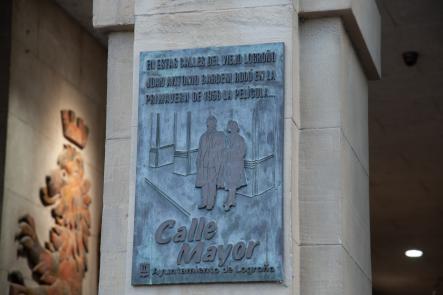 EN ESTAS CALLES DEL VIEJO LOGROÑO
JUAN ANTONIO BARDEM RODÓ EN LA
PRIMAVERA DE 1956 LA PELÍCULA...
Calle
Mayor
Ayuntamiento de Logroño